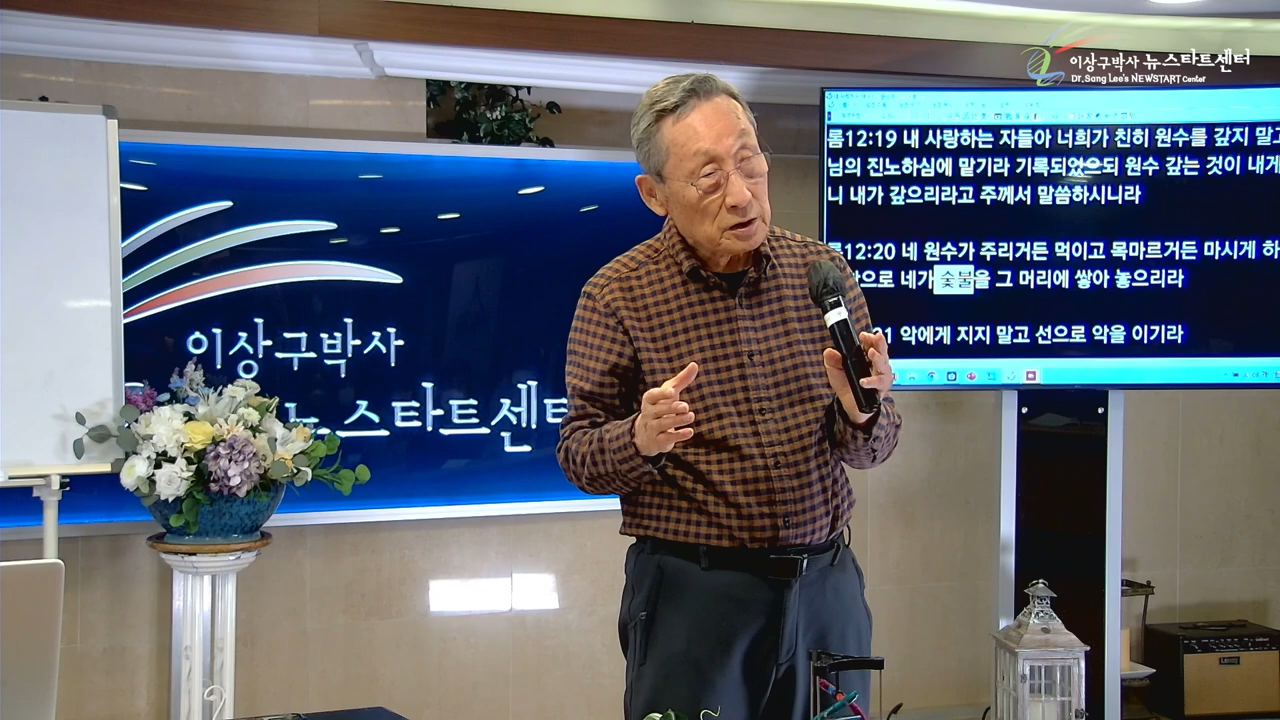 이상구박사 뉴스타트센터
Dr. Sang Lee's NEWSTART Center
롬12:19 내 사랑하는 자들아 너희가 친히 원수를 갚지 말고
님의 진노하심에 맡기라 기록되었으되 원수 갚는 것이 내게
니 내가 갚으리라고 주께서 말씀하시니라
롬12:20 네 원수가 주리거든 먹이고 목마르거든 마시게 하
으로 네가 숯불을 그 머리에 쌓아 놓으리라
21 악에게 지지 말고 선으로 악을 이기라
이상구박사
뉴스타트센터
LANEY